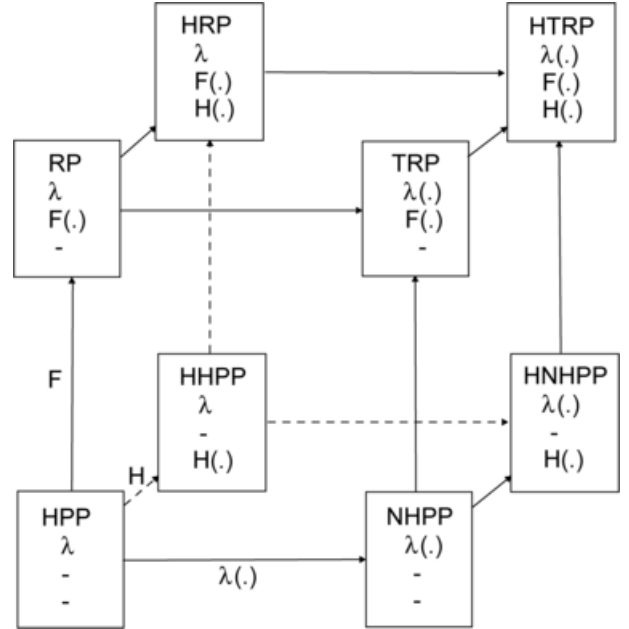 HRP
λ
F(.)
H(.)
HTRP
λ(.)
F(.)
H(.)
RP
λ
F(.)
-
TRP
λ(.)
F(.)
-
F
HHPP
λ
-
H(.)
HNHPP
λ(.)
-
H(.)
H
HPP
λ
-
-
NHPP
λ(.)
-
-
λ(.)